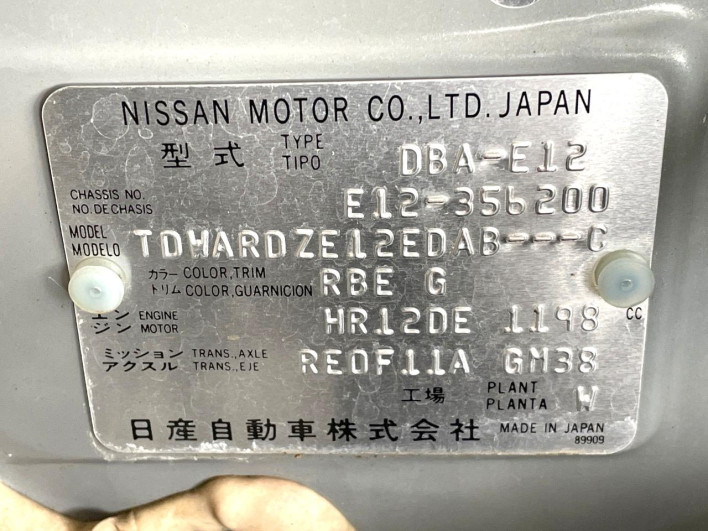 NISSAN MOTOR CO.,LTD. JAPAN
型式 TYPE TIPO DBA-E12
CHASSIS NO. NO. DE CHASIS E12-356200
MODEL MODELO TDWARDZE12EDAB---C
カラー COLOR,TRIM トリム COLOR,GUARNICION RBE G
エンジン ENGINE MOTOR HR12DE 1198 CC
ミッション TRANS.,AXLE アクスル TRANS.,EJE RE0F11A GM38
工場 PLANT PLANTA W
日産自動車株式会社 MADE IN JAPAN
89909